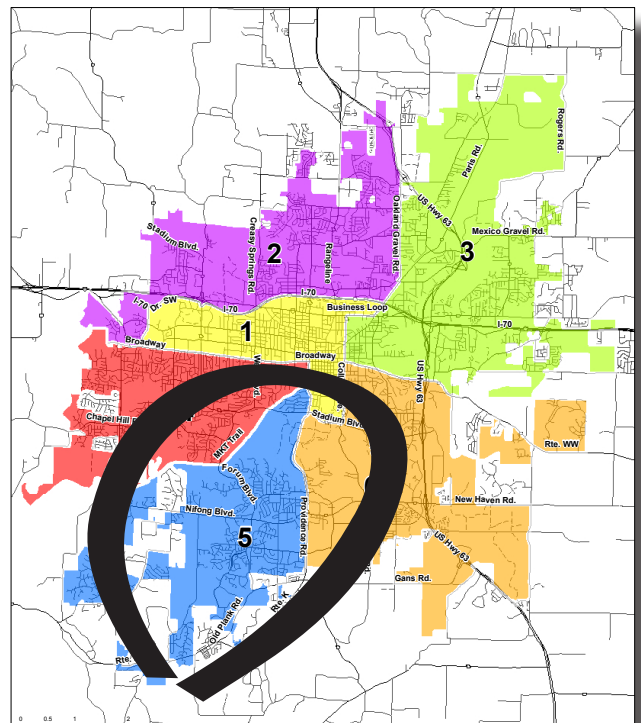 Rogers Rd.
Paris Rd.
US Hwy 63
Oakland Gravel Rd.
Mexico Gravel Rd.
Stadium Blvd.
Creasy Springs Rd.
Rangeline
2
3
I-70
I-70 Dr. SW
I-70
Business Loop
I-70
1
Broadway
Broadway
US Hwy 63
Chapel Hill
Stadium Blv
MKT Trail
Rte. WW
Forum Blvd.
New Haven Rd.
Nifong Blvd.
Providence Rd.
5
US Hwy 63
Gans Rd.
Rte. K
Old Plank Rd.
Rte.
0 0.5 1 2